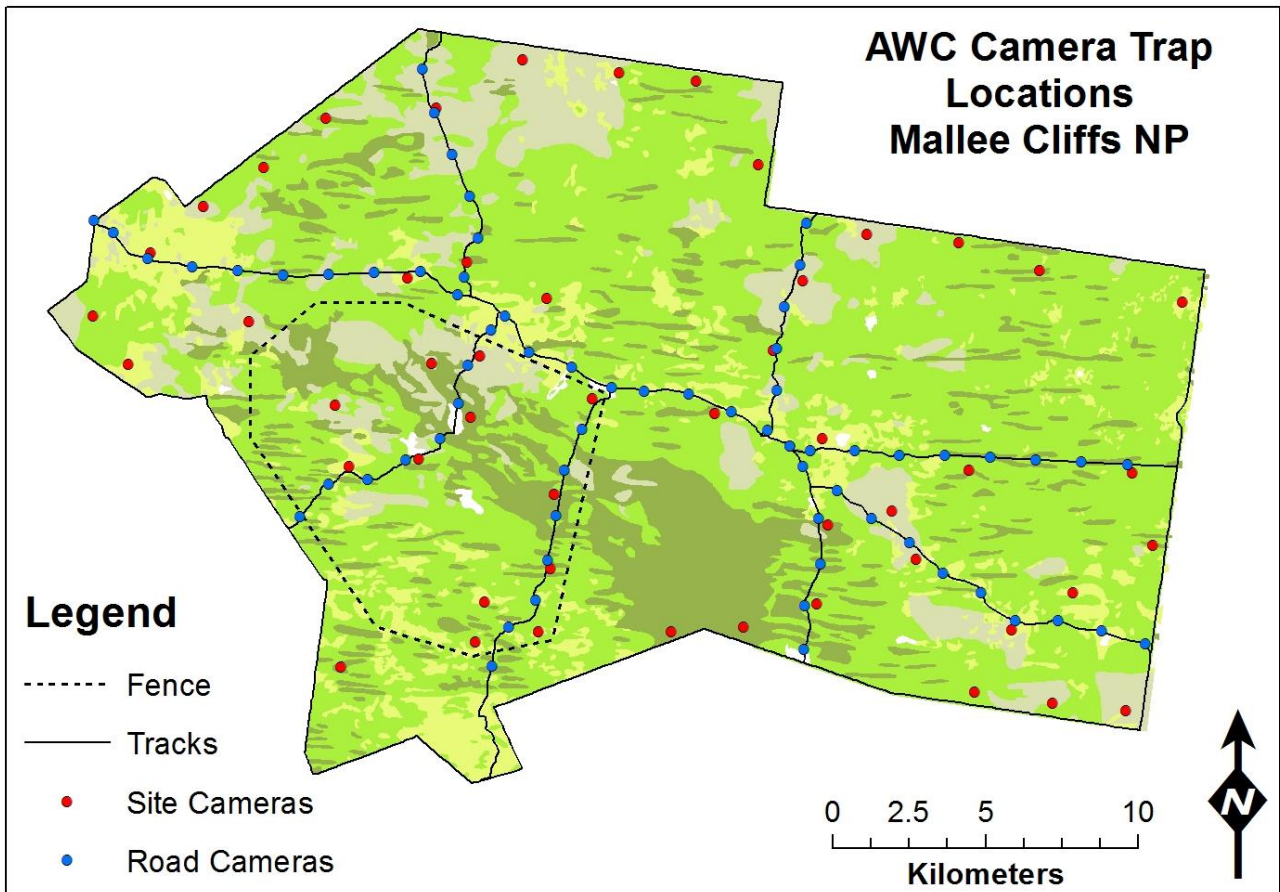 AWC Camera Trap
Locations
Mallee Cliffs NP
Legend
Fence
Tracks
Site Cameras
Road Cameras
0 2.5 5 10
Kilometers
N